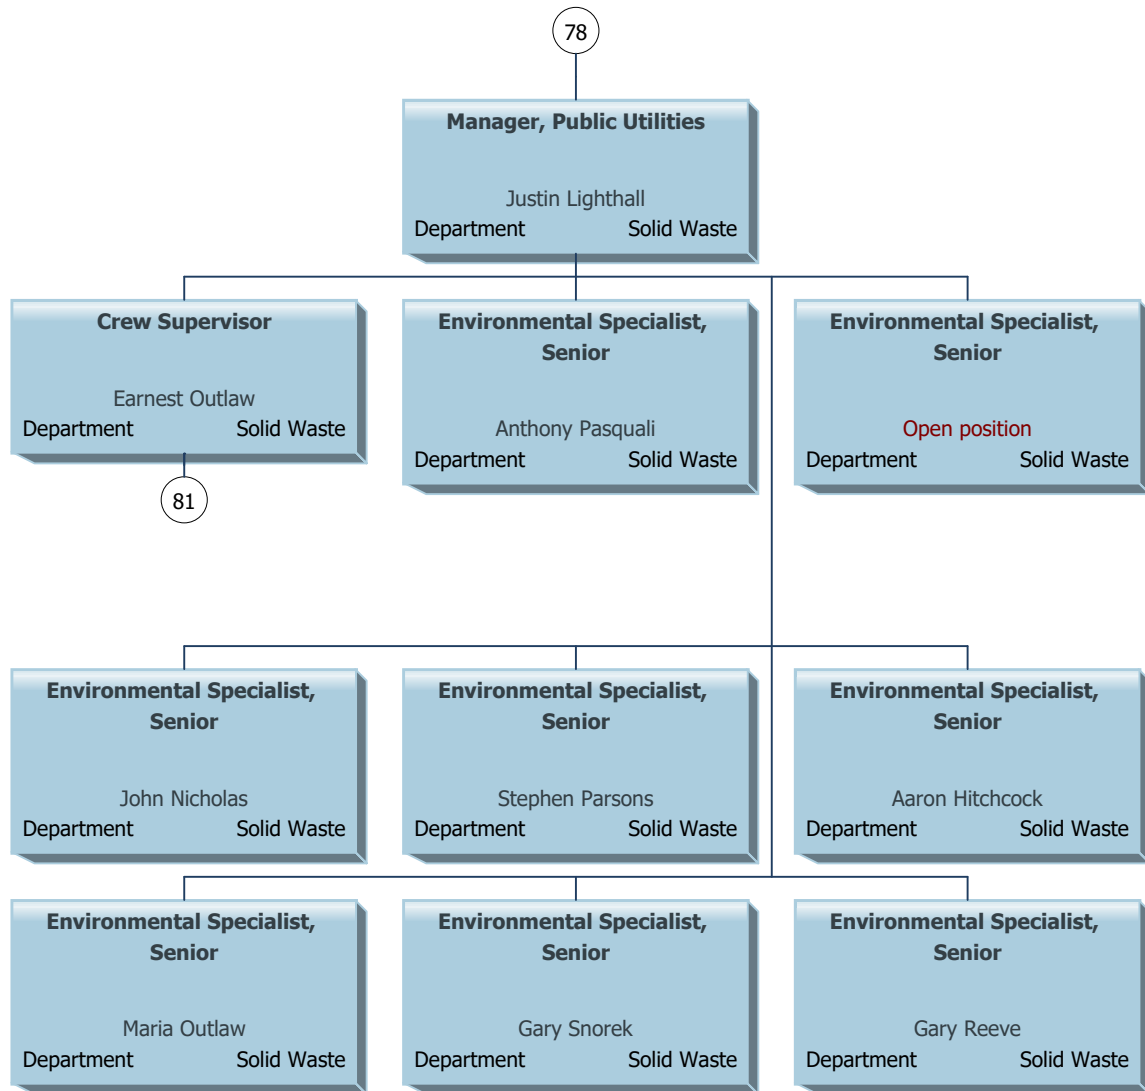 78
Manager, Public Utilities
Justin Lighthall
Department Solid Waste
Crew Supervisor
Earnest Outlaw
Department Solid Waste
81
Environmental Specialist,
Senior
Anthony Pasquali
Department Solid Waste
Environmental Specialist,
Senior
Open position
Department Solid Waste
Environmental Specialist,
Senior
John Nicholas
Department Solid Waste
Environmental Specialist,
Senior
Stephen Parsons
Department Solid Waste
Environmental Specialist,
Senior
Aaron Hitchcock
Department Solid Waste
Environmental Specialist,
Senior
Maria Outlaw
Department Solid Waste
Environmental Specialist,
Senior
Gary Snorek
Department Solid Waste
Environmental Specialist,
Senior
Gary Reeve
Department Solid Waste